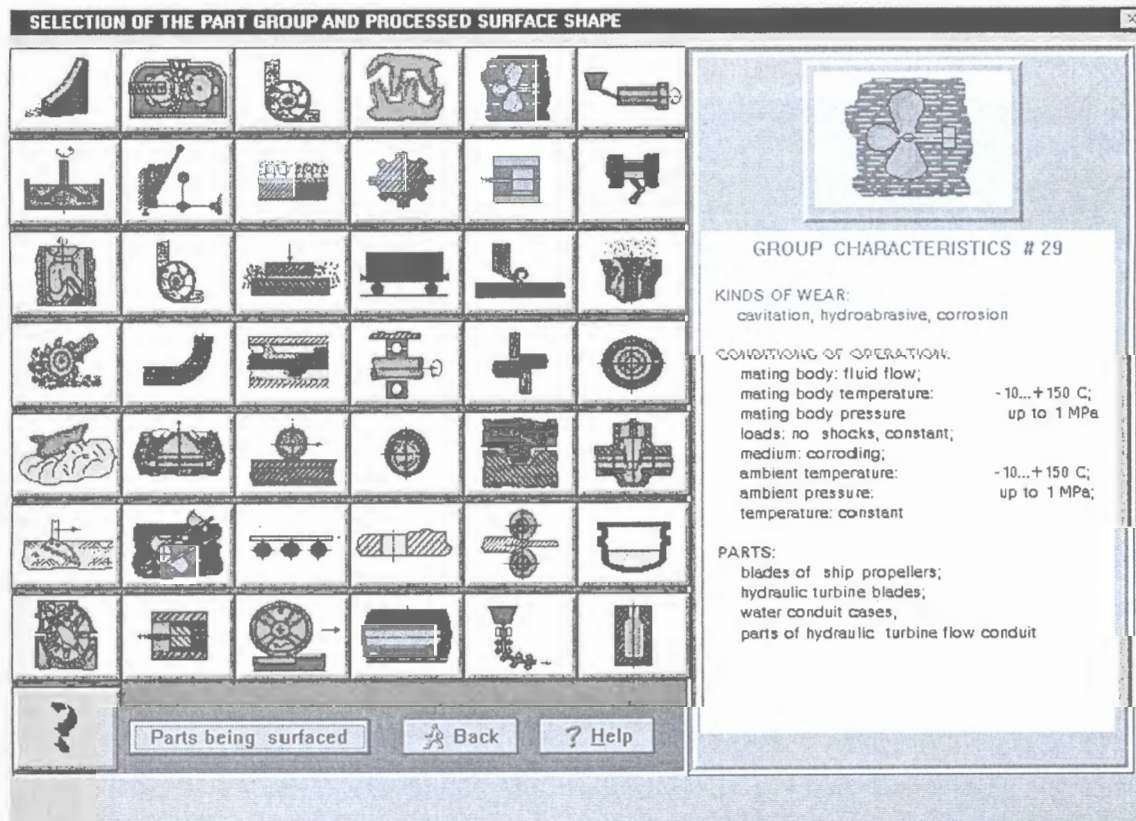 SELECTION OF THE PART GROUP AND PROCESSED SURFACE SHAPE
GROUP CHARACTERISTICS # 29
KINDS OF WEAR:
cavitation, hydroabrasive, corrosion
CONDITIONS OF OPERATION:
mating body: fluid flow;
mating body temperature: -10...+150 C;
mating body pressure up to 1 MPa
loads: no shocks, constant;
medium: corroding;
ambient temperature: -10...+150 C;
ambient pressure: up to 1 MPa;
temperature: constant
PARTS:
blades of ship propellers;
hydraulic turbine blades;
water conduit cases,
parts of hydraulic turbine flow conduit
?
Parts being surfaced
Back
? Help